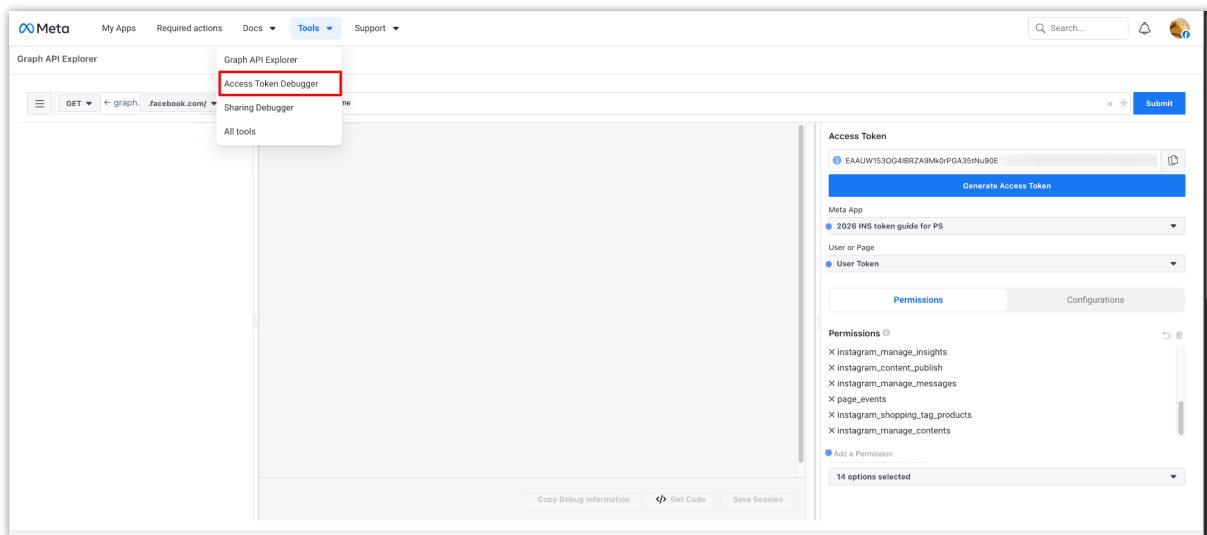 Meta My Apps Required actions Docs Tools Support Search...
Graph API Explorer
Graph API Explorer
Access Token Debugger
Sharing Debugger
All tools
GET graph. .facebook.com/ me Submit
Access Token
EAAUW153OG4IBRZA9Mk0rPGA35tNu90E
Generate Access Token
Meta App
2026 INS token guide for PS
User or Page
User Token
Permissions Configurations
Permissions
instagram_manage_insights
instagram_content_publish
instagram_manage_messages
page_events
instagram_shopping_tag_products
instagram_manage_contents
Add a Permission
14 options selected
Copy Debug Information </> Get Code Save Session